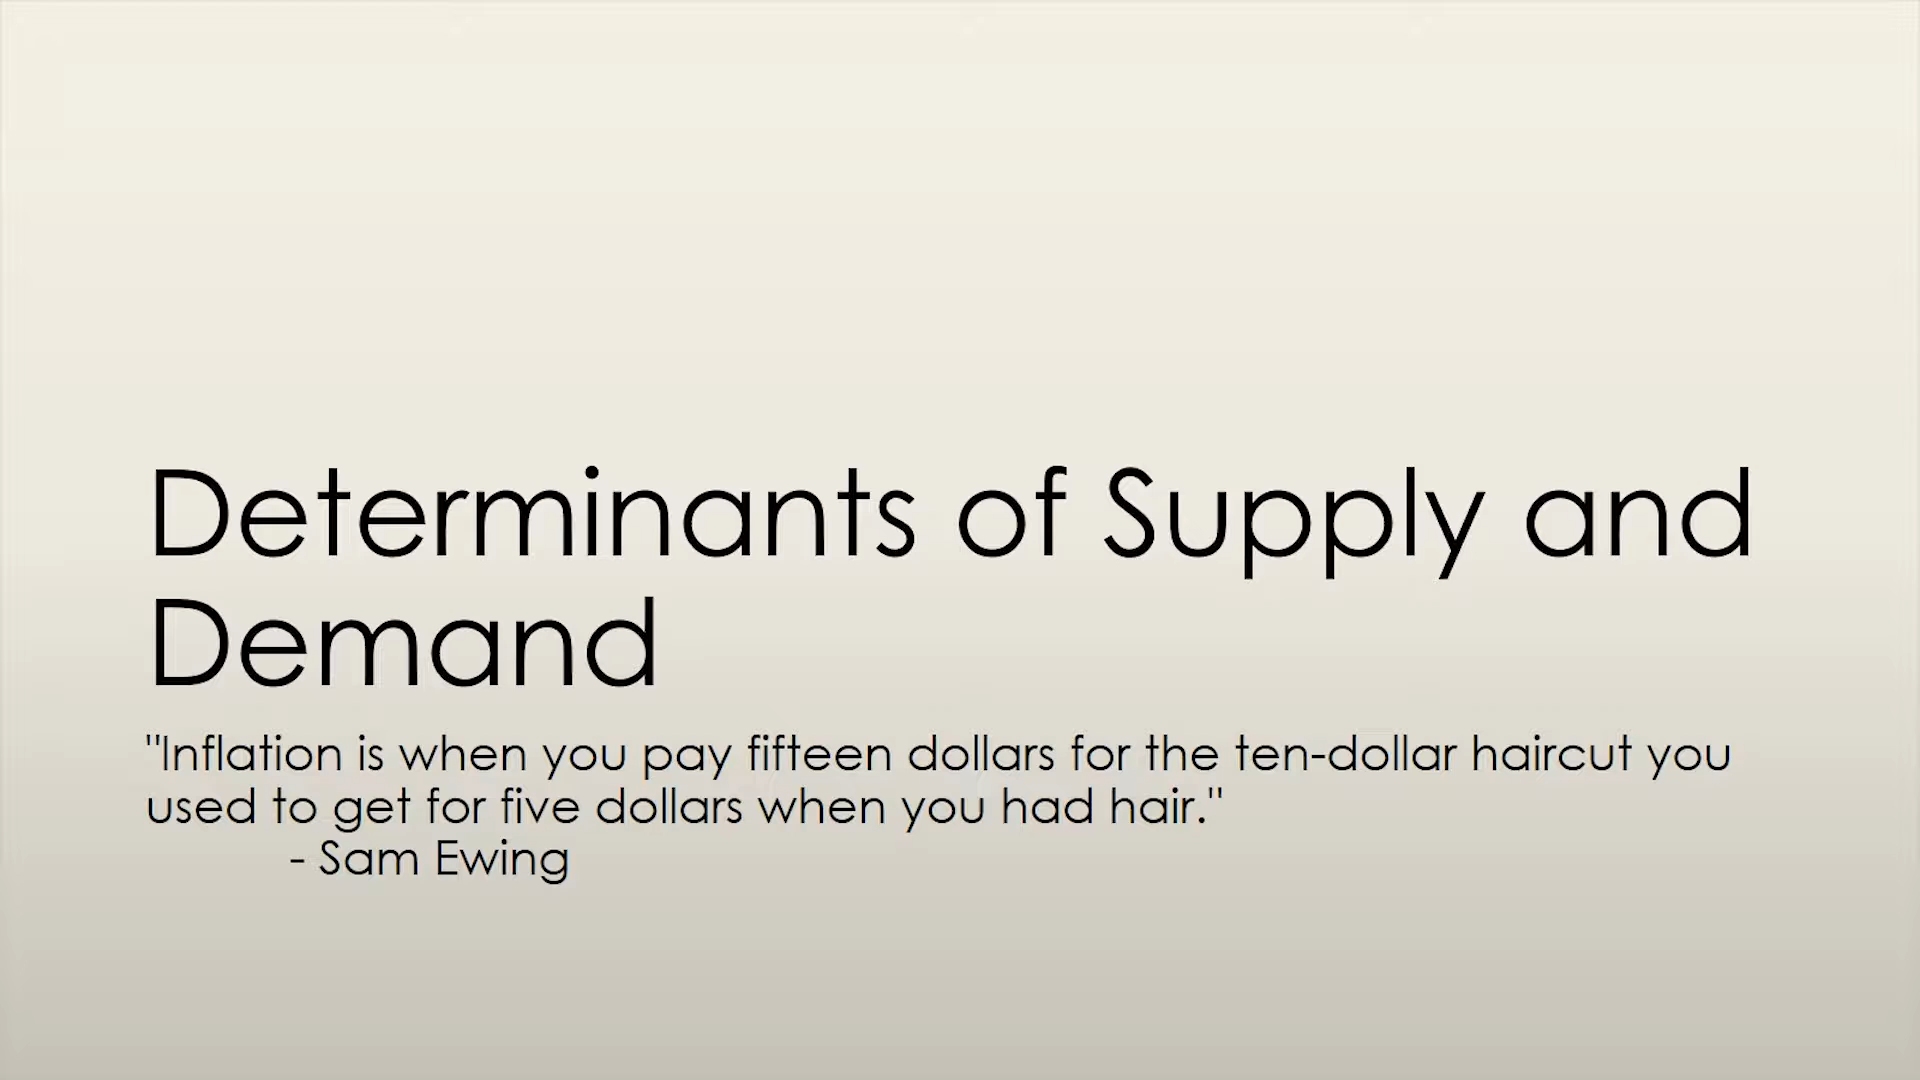 Determinants of Supply and
Demand
"Inflation is when you pay fifteen dollars for the ten-dollar haircut you
used to get for five dollars when you had hair."
- Sam Ewing